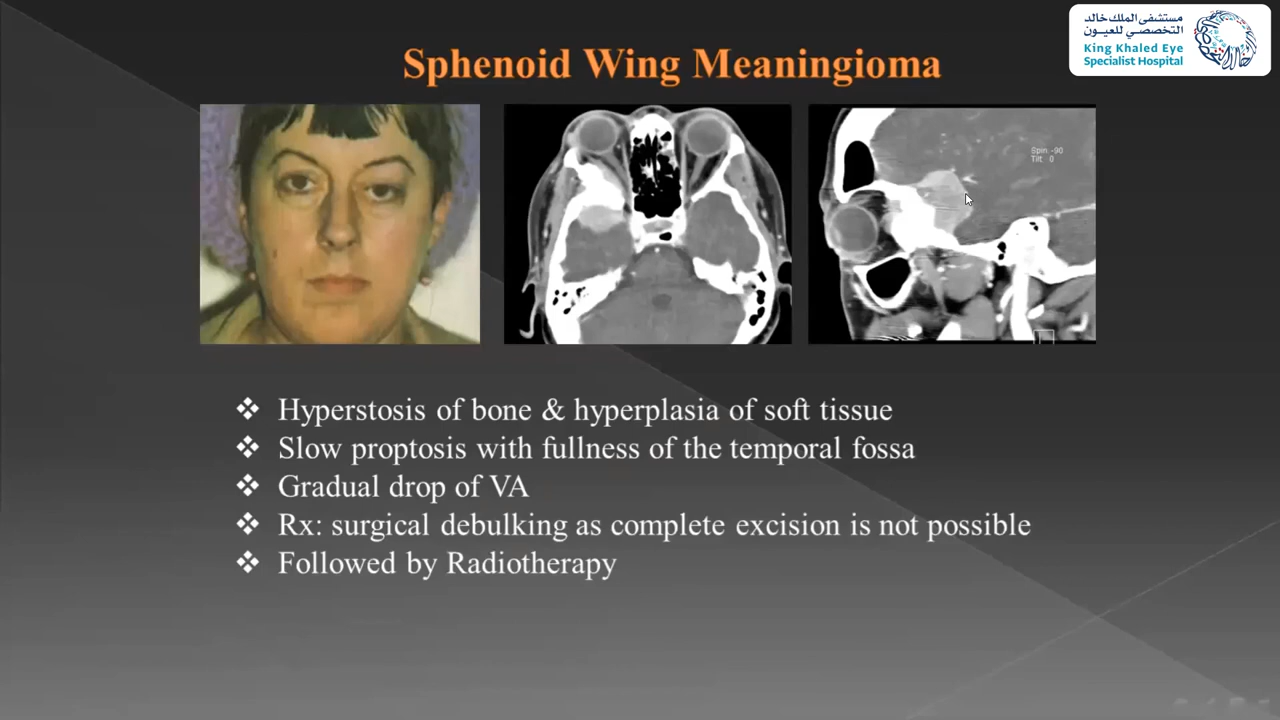 مستشفى الملك خالد
التخصصي للعيون
King Khaled Eye
Specialist Hospital
Sphenoid Wing Meaningioma
Spin: -90
Tilt: 0
L
❖ Hyperstosis of bone & hyperplasia of soft tissue
❖ Slow proptosis with fullness of the temporal fossa
❖ Gradual drop of VA
❖ Rx: surgical debulking as complete excision is not possible
❖ Followed by Radiotherapy